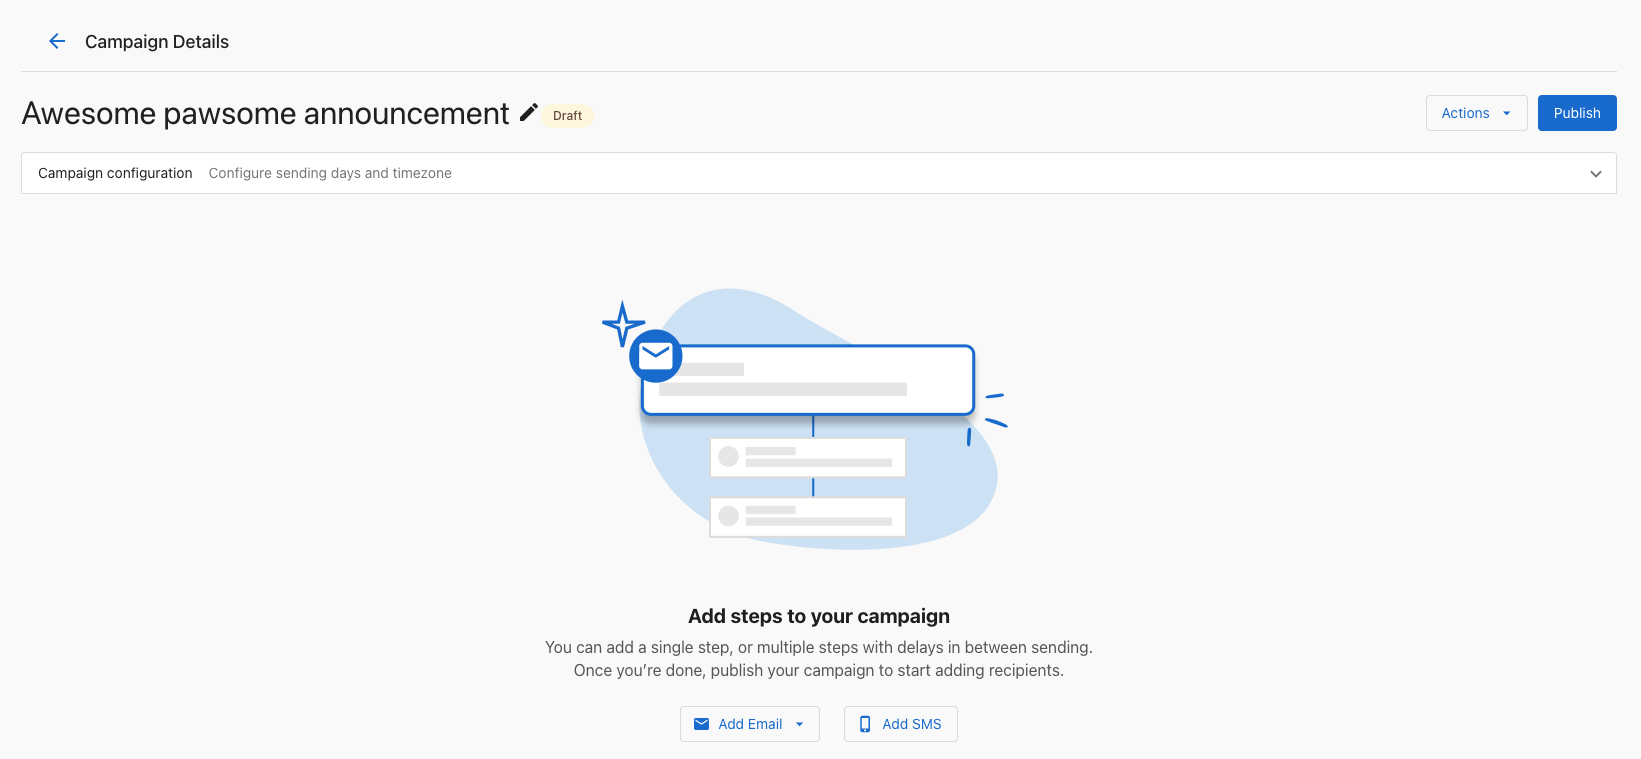 Campaign Details
Awesome pawsome announcement Draft
Actions Publish
Campaign configuration Configure sending days and timezone
Add steps to your campaign
You can add a single step, or multiple steps with delays in between sending.
Once you're done, publish your campaign to start adding recipients.
Add Email Add SMS